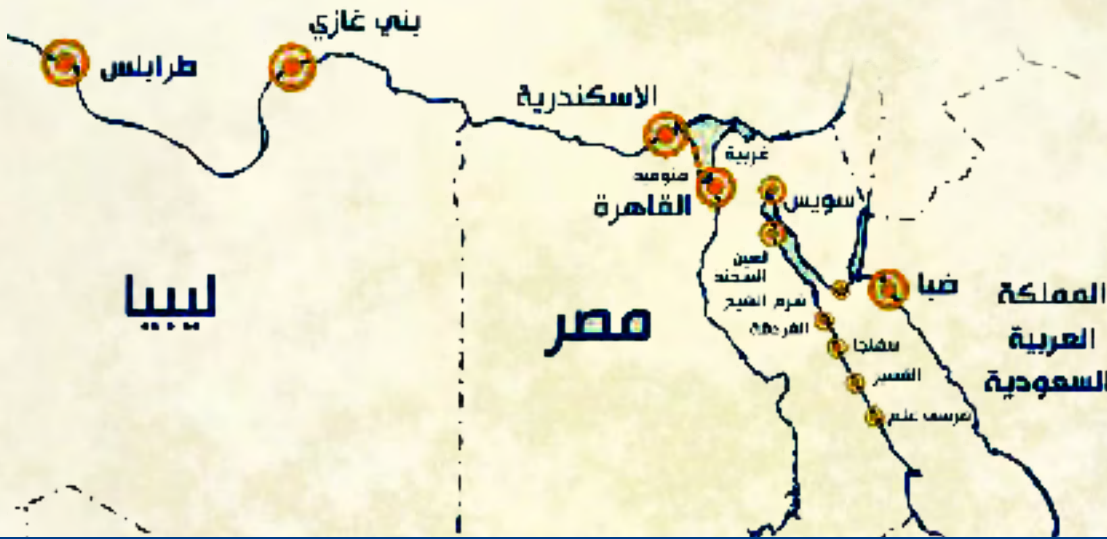 بني غازي
طرابلس
الاسكندرية
غربية
منوفية
القاهرة
سويس
العين
السخنة
شرم الشيخ
الغردقة
سفاجا
القصير
مرسى علم
ضبا
المملكة
العربية
السعودية
ليبيا
مصر